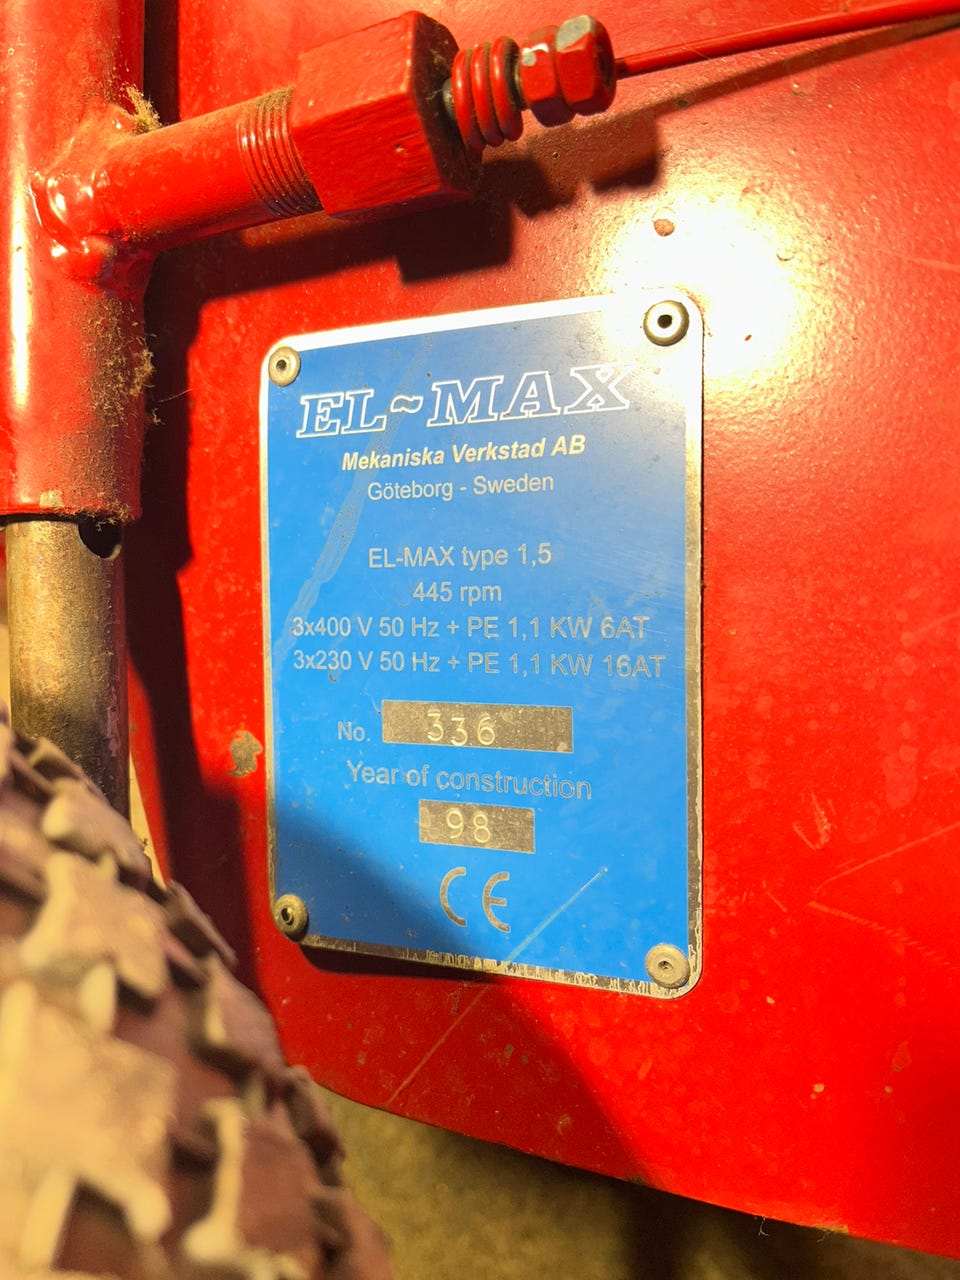 EL~MAX
Mekaniska Verkstad AB
Göteborg - Sweden
EL-MAX type 1,5
445 rpm
3x400 V 50 Hz + PE 1,1 KW 6AT
3x230 V 50 Hz + PE 1,1 KW 16AT
No. 336
Year of construction
98
CE